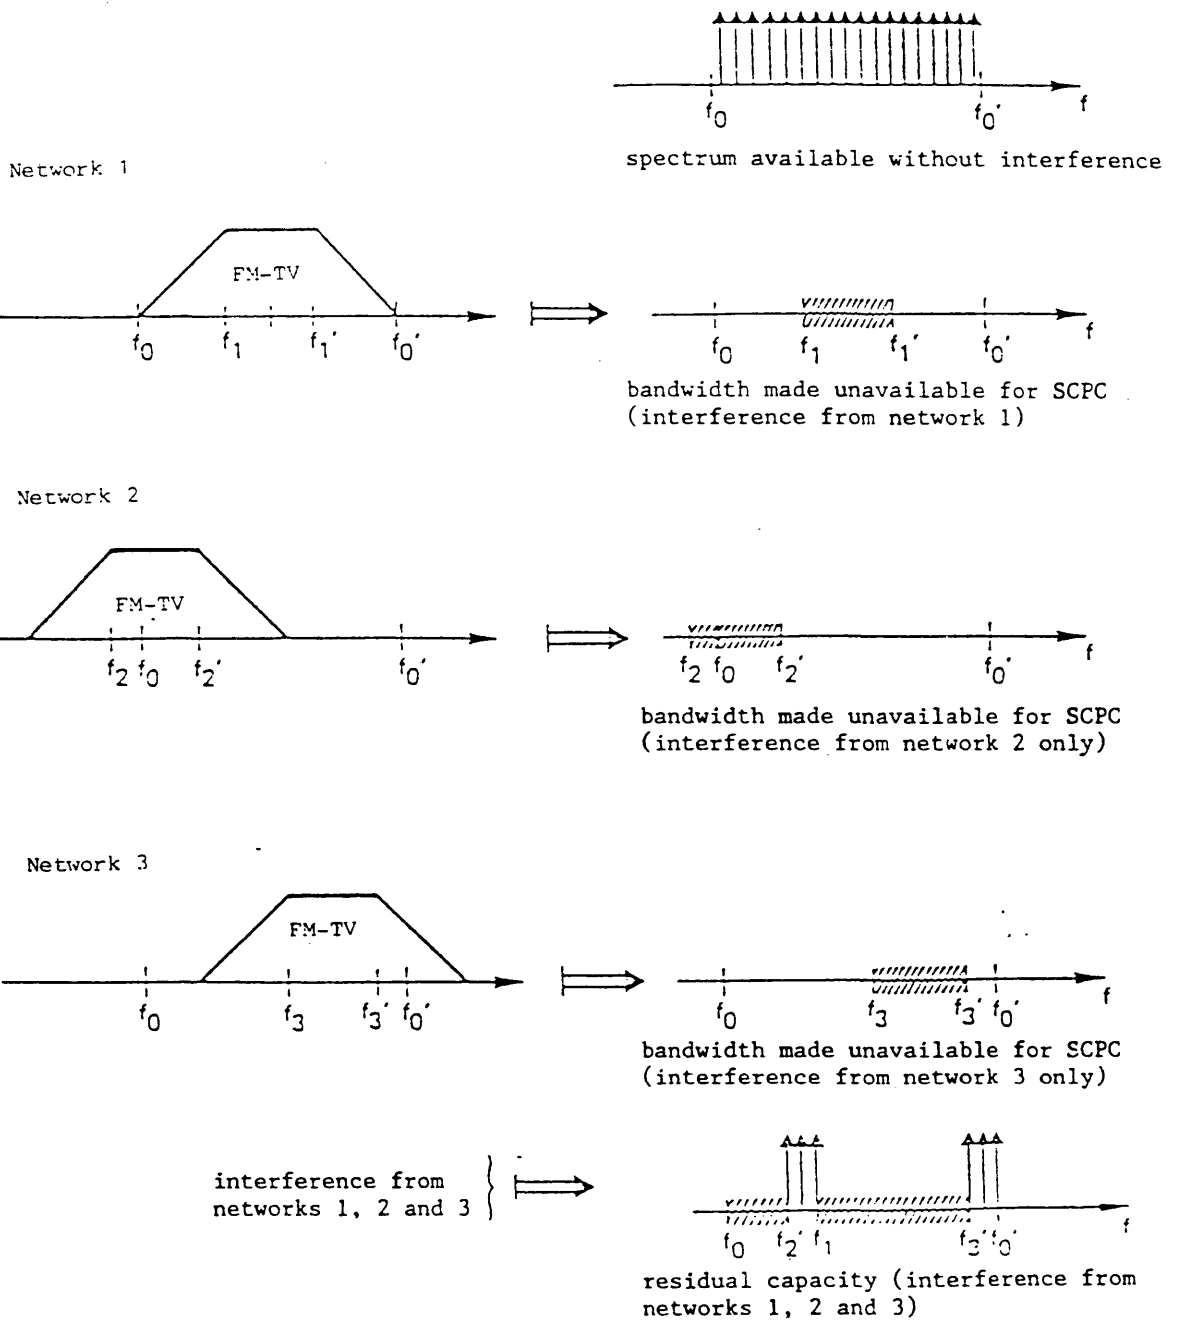 f0 f0' f
spectrum available without interference
Network 1
FM-TV
f0 f1 f1' f0'
f0 f1 f1' f0' f
bandwidth made unavailable for SCPC
(interference from network 1)
Network 2
FM-TV
f2 f0 f2' f0'
f2 f0 f2' f0' f
bandwidth made unavailable for SCPC
(interference from network 2 only)
Network 3
FM-TV
f0 f3 f3' f0'
f0 f3 f3' f0' f
bandwidth made unavailable for SCPC
(interference from network 3 only)
interference from
networks 1, 2 and 3
f0 f2' f1 f3' f0' f
residual capacity (interference from
networks 1, 2 and 3)